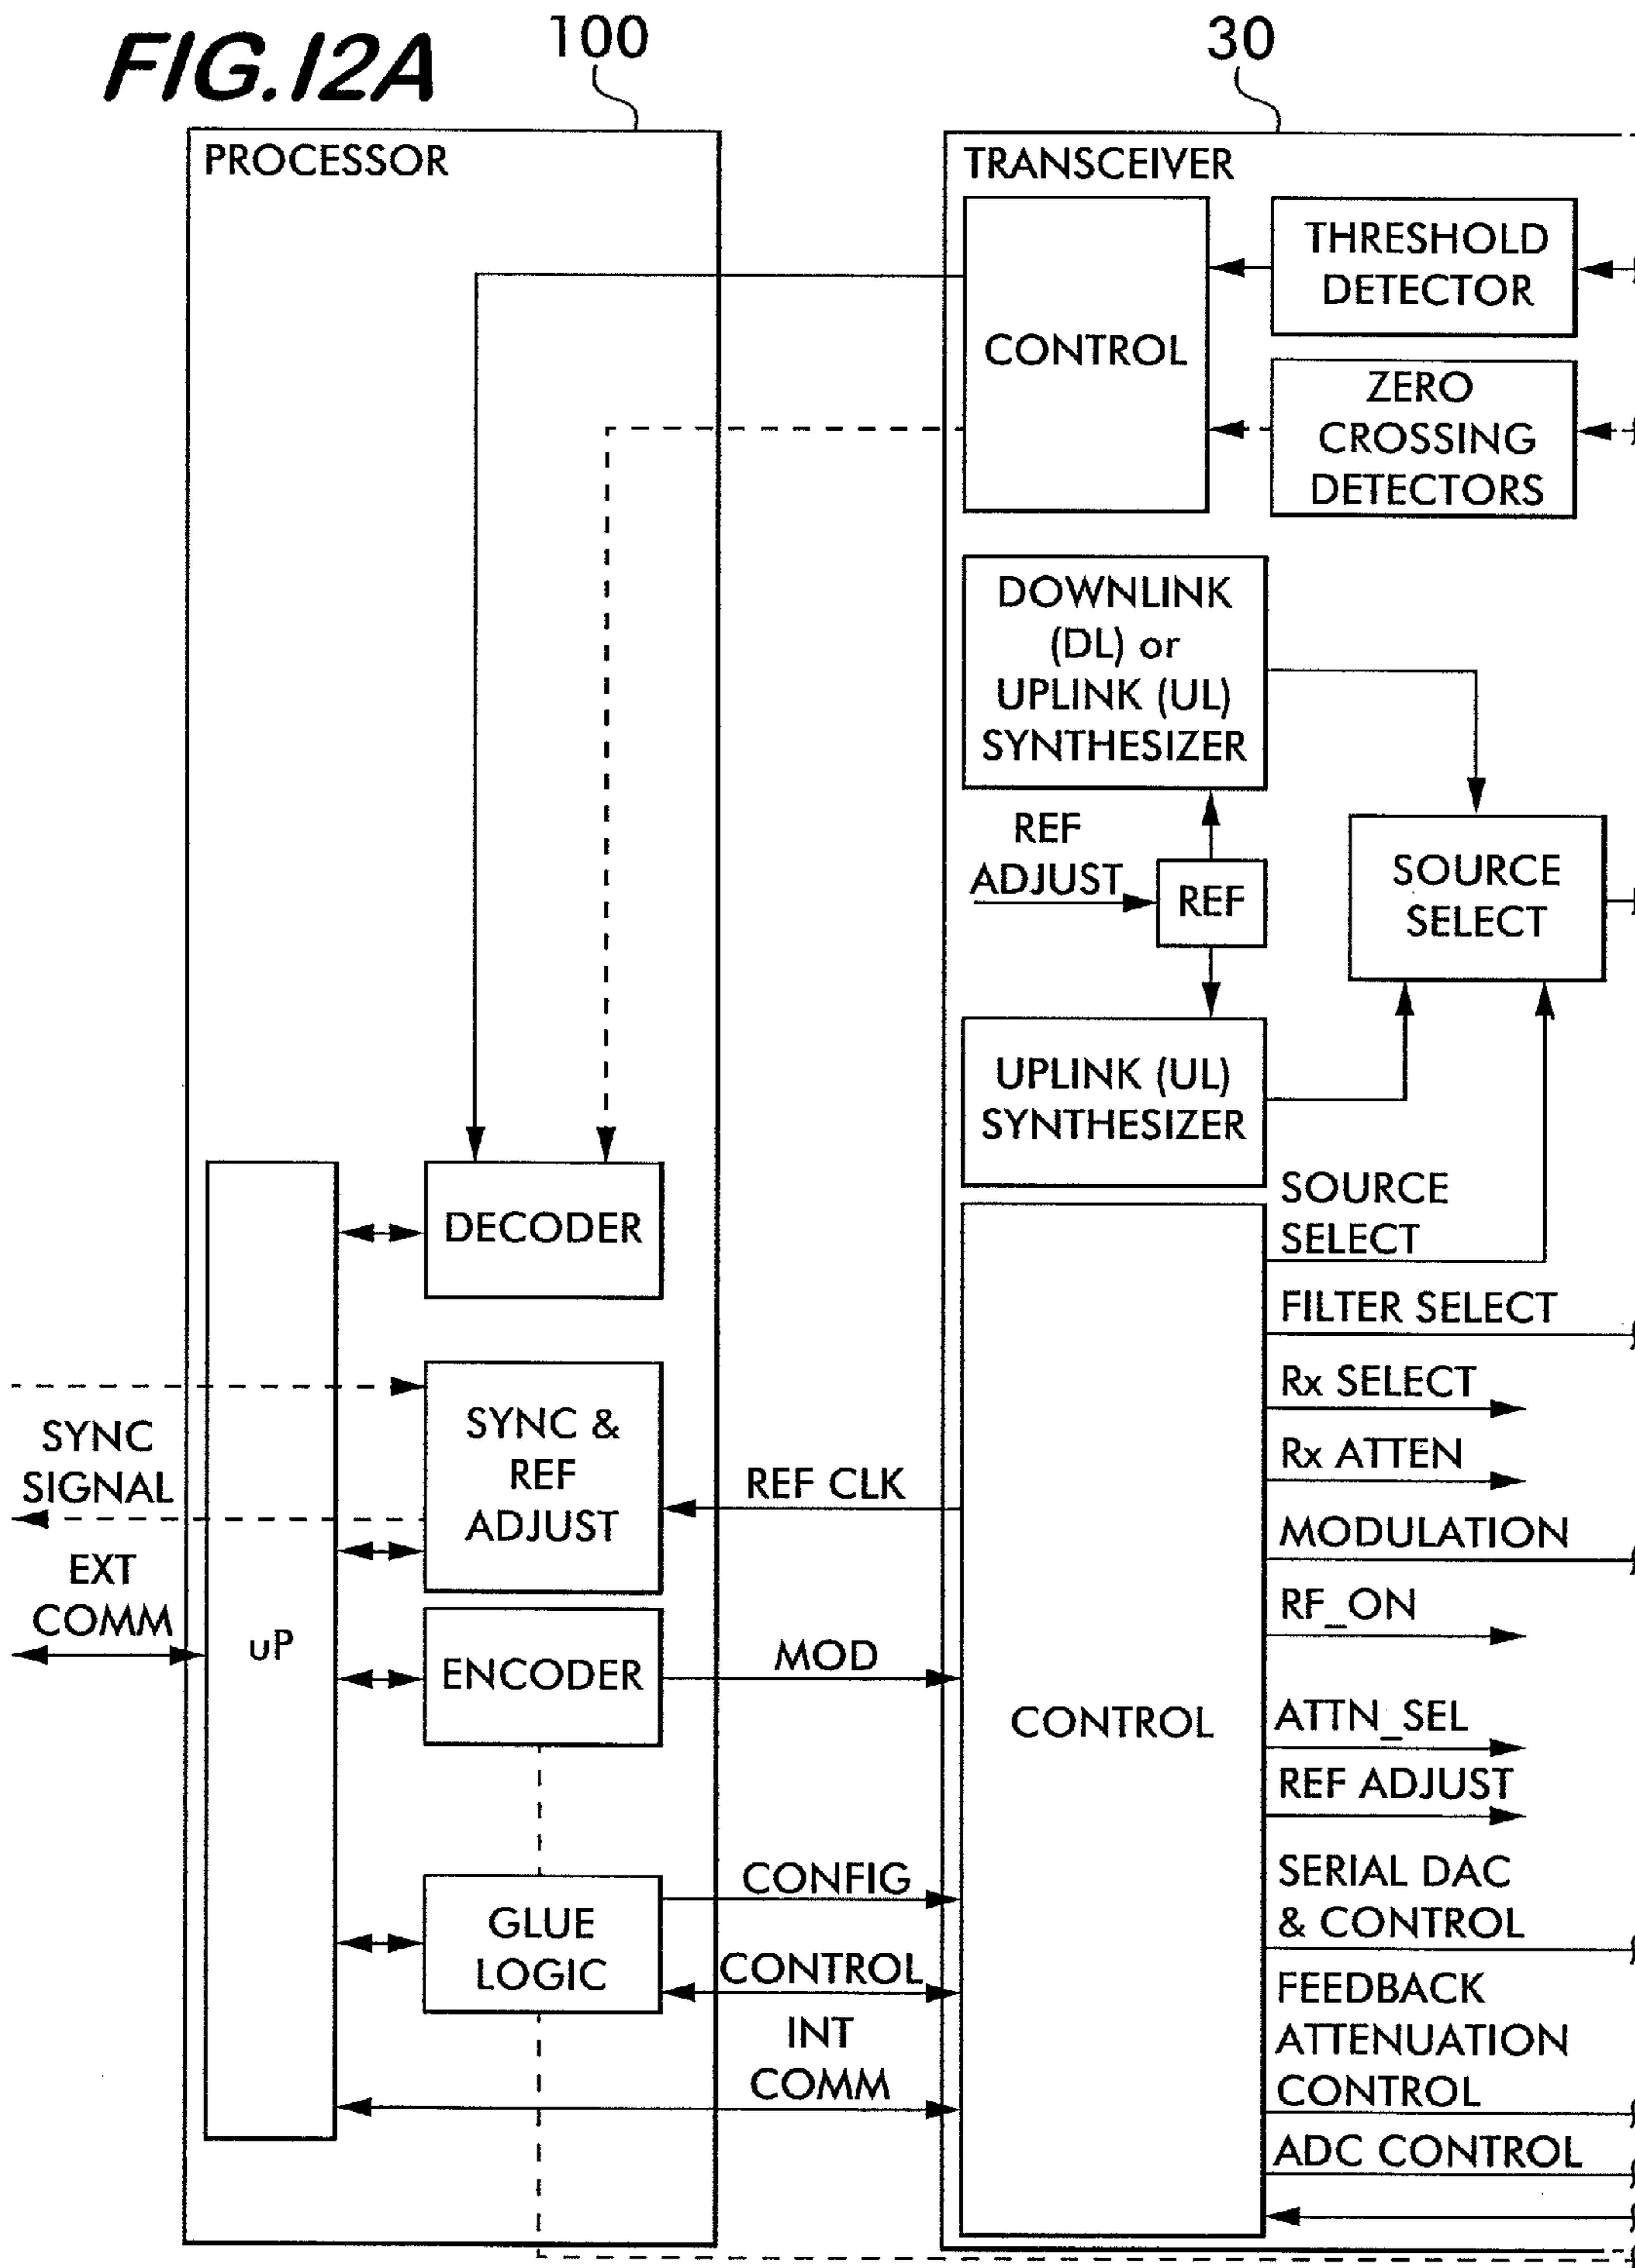 FIG.12A
100
30
PROCESSOR
TRANSCEIVER
CONTROL
THRESHOLD
DETECTOR
ZERO
CROSSING
DETECTORS
DOWNLINK
(DL) or
UPLINK (UL)
SYNTHESIZER
REF
ADJUST
REF
SOURCE
SELECT
UPLINK (UL)
SYNTHESIZER
SOURCE
SELECT
DECODER
FILTER SELECT
Rx SELECT
SYNC
SIGNAL
SYNC &
REF
ADJUST
REF CLK
Rx ATTEN
MODULATION
EXT
COMM
uP
ENCODER
MOD
CONTROL
RF_ON
ATTN_SEL
REF ADJUST
GLUE
LOGIC
CONFIG
CONTROL
INT
COMM
SERIAL DAC
& CONTROL
FEEDBACK
ATTENUATION
CONTROL
ADC CONTROL